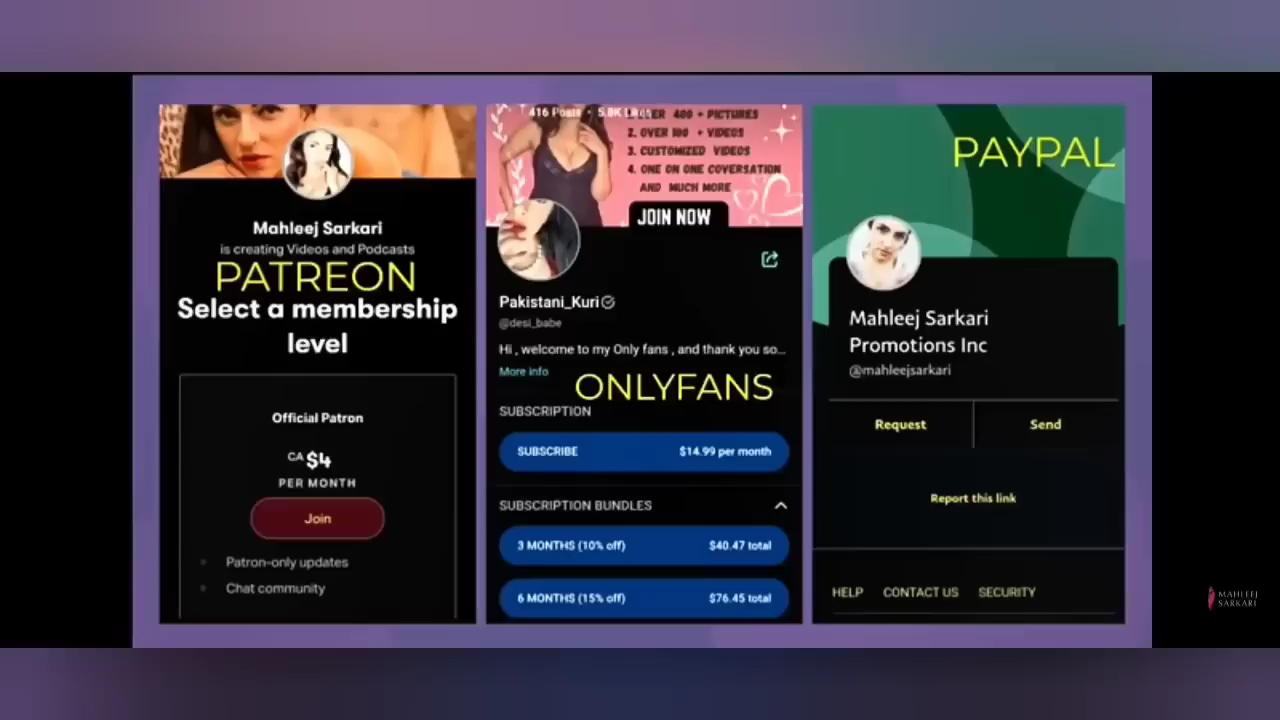 Mahleej Sarkari
is creating Videos and Podcasts
PATREON
Select a membership
level
Official Patron
CA $4
PER MONTH
Join
Patron-only updates
Chat community
416 Posts • 5.8K Likes
OVER 400 + PICTURES
2. OVER 100 + VIDEOS
3. CUSTOMIZED VIDEOS
4. ONE ON ONE COVERSATION
AND MUCH MORE
JOIN NOW
Pakistani_Kuri
@desi_babe
Hi , welcome to my Only fans , and thank you so...
More info
ONLYFANS
SUBSCRIPTION
SUBSCRIBE $14.99 per month
SUBSCRIPTION BUNDLES
3 MONTHS (10% off) $40.47 total
6 MONTHS (15% off) $76.45 total
PAYPAL
Mahleej Sarkari
Promotions Inc
@mahleejsarkari
Request Send
Report this link
HELP CONTACT US SECURITY
MAHLEEJ
SARKARI